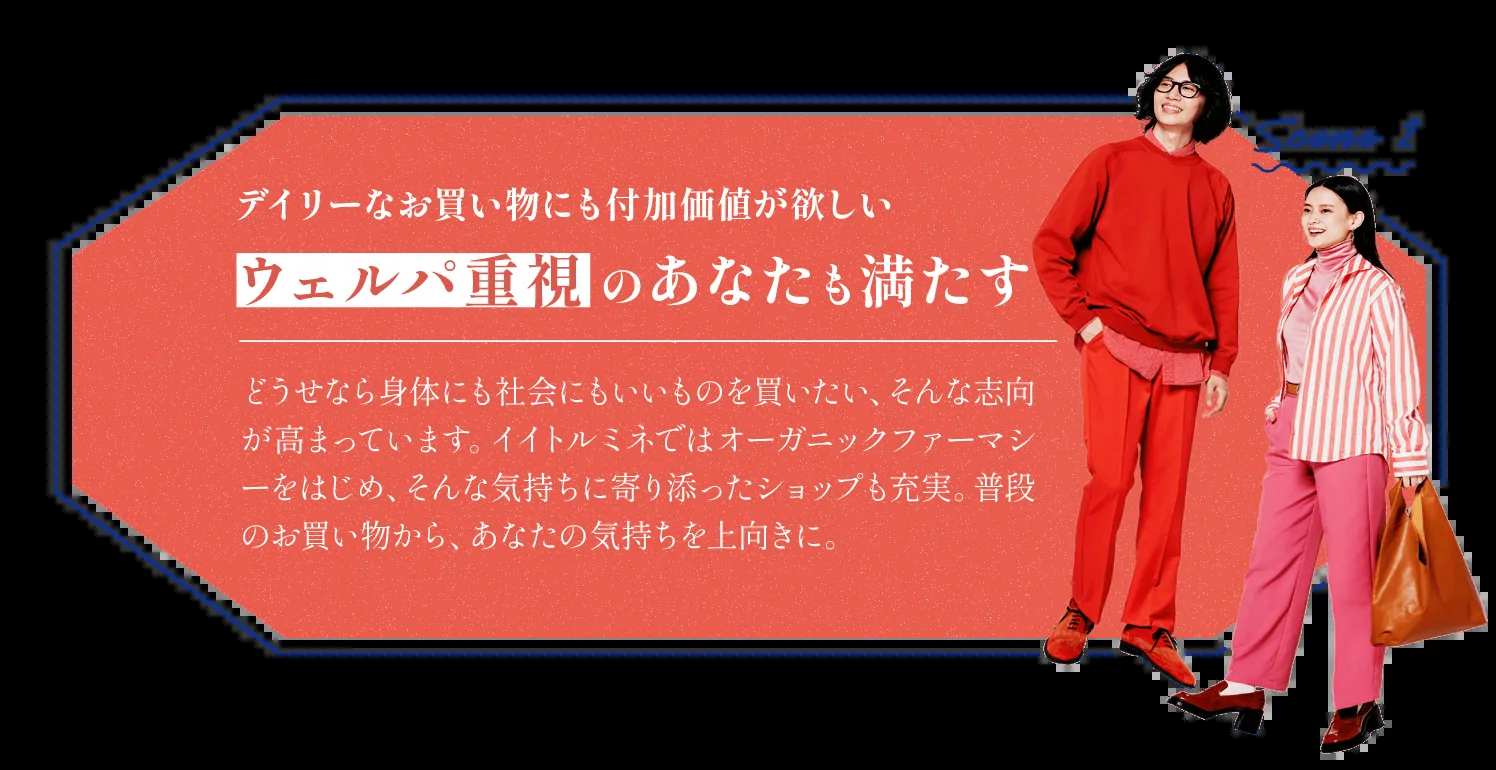 Scene 1
デイリーなお買い物にも付加価値が欲しい
ウェルパ重視のあなたも満たす
どうせなら身体にも社会にもいいものを買いたい、そんな志向
が高まっています。イイトルミネではオーガニックファーマシ
ーをはじめ、そんな気持ちに寄り添ったショップも充実。普段
のお買い物から、あなたの気持ちを上向きに。